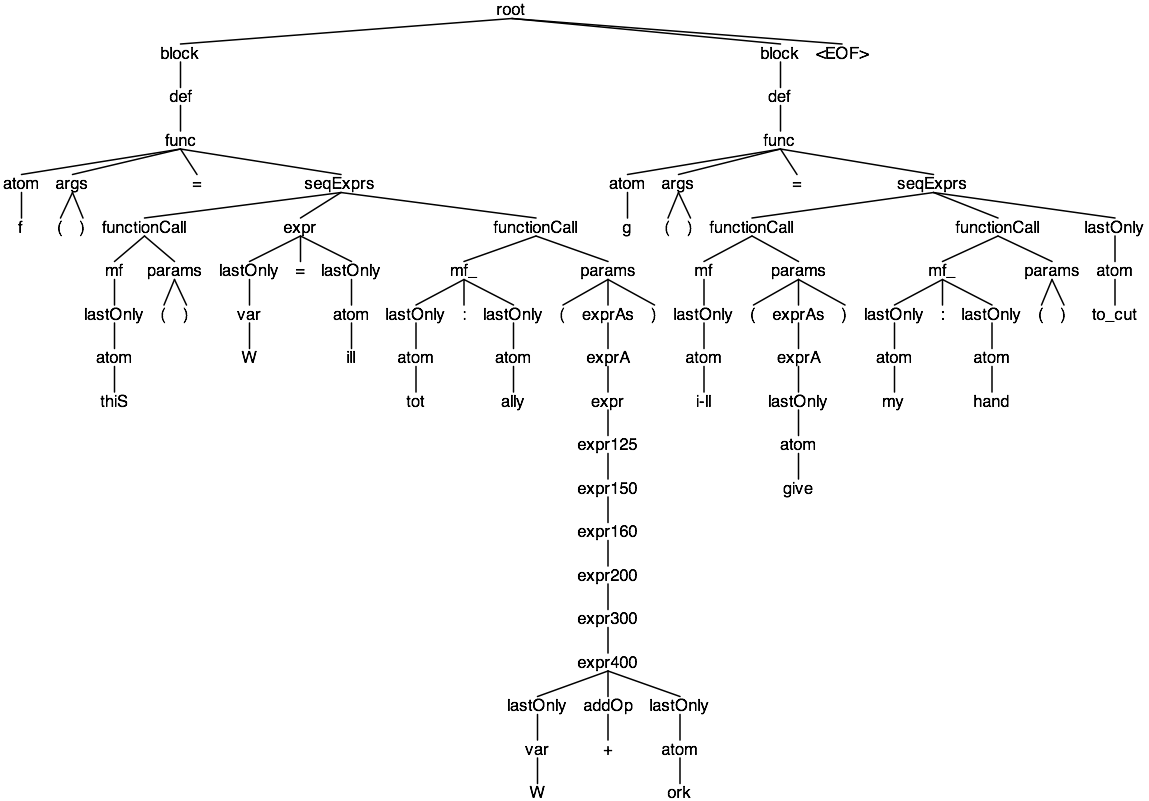 root
block block <EOF>
def def
func func
atom args = seqExprs atom args = seqExprs
f ( ) functionCall expr functionCall g ( ) functionCall functionCall lastOnly
mf params lastOnly = lastOnly mf_ params mf params mf_ params atom
lastOnly ( ) var atom lastOnly : lastOnly ( exprAs ) lastOnly ( exprAs ) lastOnly : lastOnly ( ) to_cut
atom W ill atom atom exprA atom exprA atom atom
thiS tot ally expr i-ll lastOnly my hand
expr125 atom
expr150 give
expr160
expr200
expr300
expr400
lastOnly addOp lastOnly
var + atom
W ork